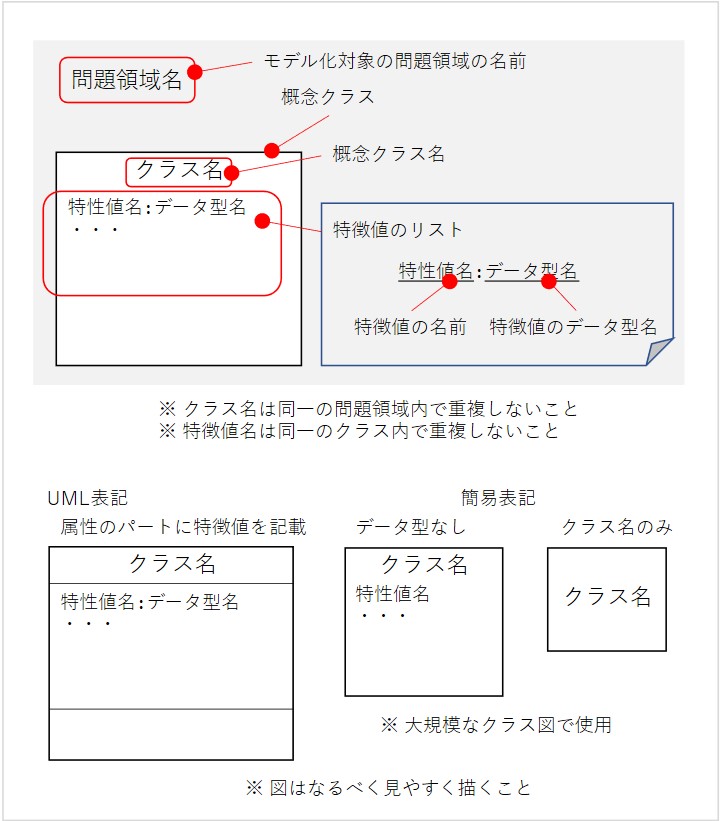 問題領域名
モデル化対象の問題領域の名前
概念クラス
クラス名
概念クラス名
特性値名:データ型名
・・・
特徴値のリスト
特性値名:データ型名
特徴値の名前
特徴値のデータ型名
※ クラス名は同一の問題領域内で重複しないこと
※ 特徴値名は同一のクラス内で重複しないこと
UML表記
属性のパートに特徴値を記載
クラス名
特性値名:データ型名
・・・
簡易表記
データ型なし
クラス名
特性値名
・・・
クラス名のみ
クラス名
※ 大規模なクラス図で使用
※ 図はなるべく見やすく描くこと